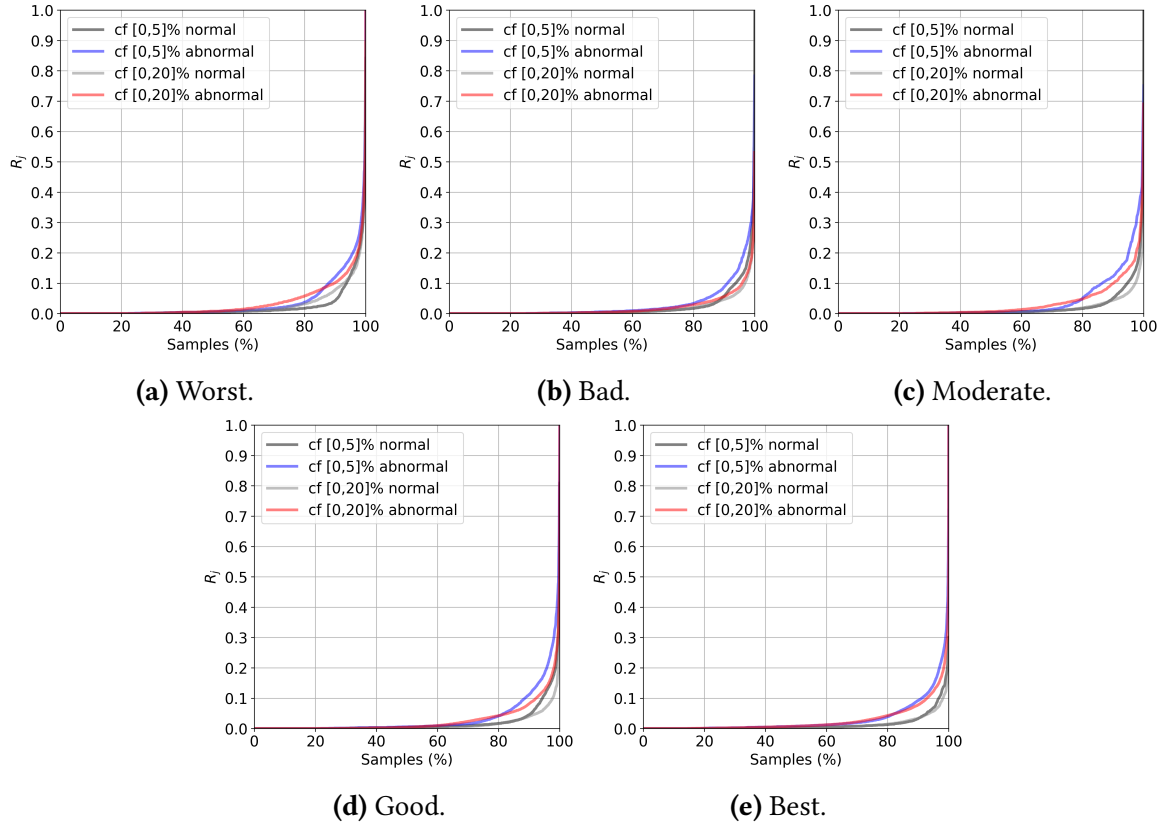 1.0
0.9
0.8
0.7
0.6
0.5
0.4
0.3
0.2
0.1
0.0
R_j
cf [0,5]% normal
cf [0,5]% abnormal
cf [0,20]% normal
cf [0,20]% abnormal
0 20 40 60 80 100
Samples (%)
(a) Worst.
1.0
0.9
0.8
0.7
0.6
0.5
0.4
0.3
0.2
0.1
0.0
R_j
cf [0,5]% normal
cf [0,5]% abnormal
cf [0,20]% normal
cf [0,20]% abnormal
0 20 40 60 80 100
Samples (%)
(b) Bad.
1.0
0.9
0.8
0.7
0.6
0.5
0.4
0.3
0.2
0.1
0.0
R_j
cf [0,5]% normal
cf [0,5]% abnormal
cf [0,20]% normal
cf [0,20]% abnormal
0 20 40 60 80 100
Samples (%)
(c) Moderate.
1.0
0.9
0.8
0.7
0.6
0.5
0.4
0.3
0.2
0.1
0.0
R_j
cf [0,5]% normal
cf [0,5]% abnormal
cf [0,20]% normal
cf [0,20]% abnormal
0 20 40 60 80 100
Samples (%)
(d) Good.
1.0
0.9
0.8
0.7
0.6
0.5
0.4
0.3
0.2
0.1
0.0
R_j
cf [0,5]% normal
cf [0,5]% abnormal
cf [0,20]% normal
cf [0,20]% abnormal
0 20 40 60 80 100
Samples (%)
(e) Best.